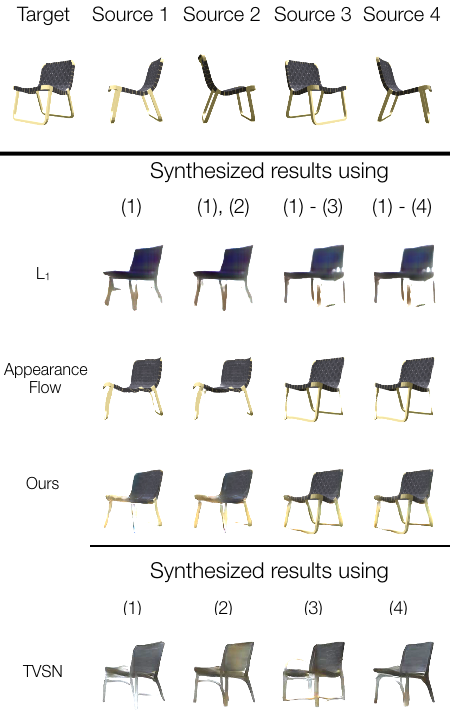 Target Source 1 Source 2 Source 3 Source 4
Synthesized results using
(1) (1), (2) (1) - (3) (1) - (4)
L₁
Appearance
Flow
Ours
Synthesized results using
(1) (2) (3) (4)
TVSN